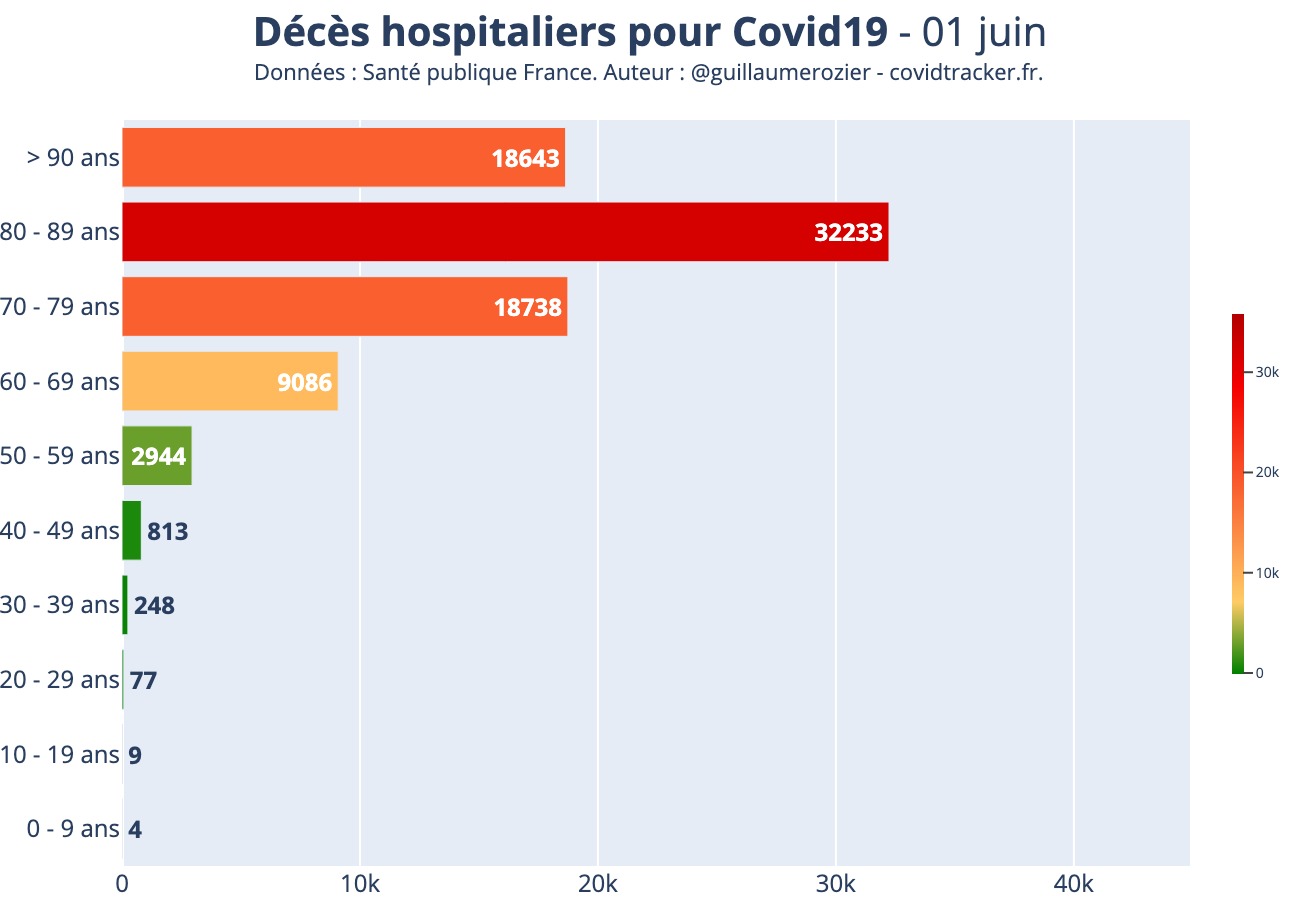 Décès hospitaliers pour Covid19 - 01 juin
Données : Santé publique France. Auteur : @guillaumerozier - covidtracker.fr.
> 90 ans 18643
80 - 89 ans 32233
70 - 79 ans 18738
60 - 69 ans 9086
50 - 59 ans 2944
40 - 49 ans 813
30 - 39 ans 248
20 - 29 ans 77
10 - 19 ans 9
0 - 9 ans 4
0 10k 20k 30k 40k
30k
20k
10k
0